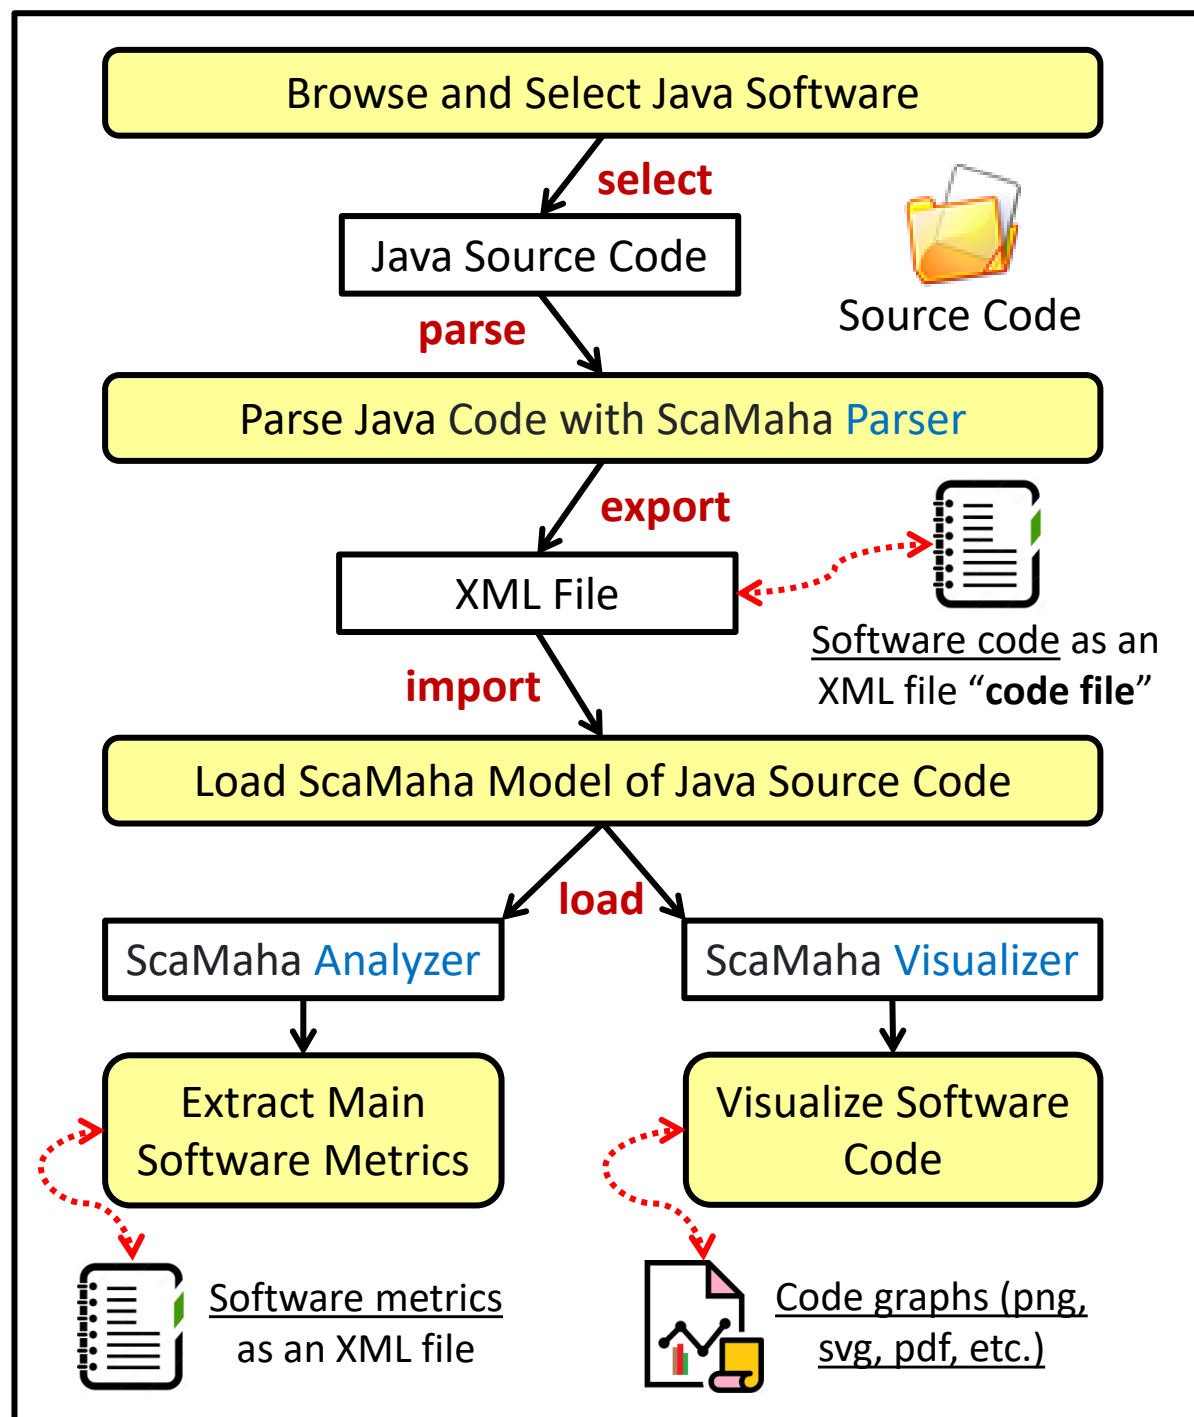 Browse and Select Java Software
select
Java Source Code
Source Code
parse
Parse Java Code with ScaMaha Parser
export
XML File
Software code as an
XML file “code file”
import
Load ScaMaha Model of Java Source Code
load
ScaMaha Analyzer
ScaMaha Visualizer
Extract Main
Software Metrics
Visualize Software
Code
Software metrics
as an XML file
Code graphs (png,
svg, pdf, etc.)